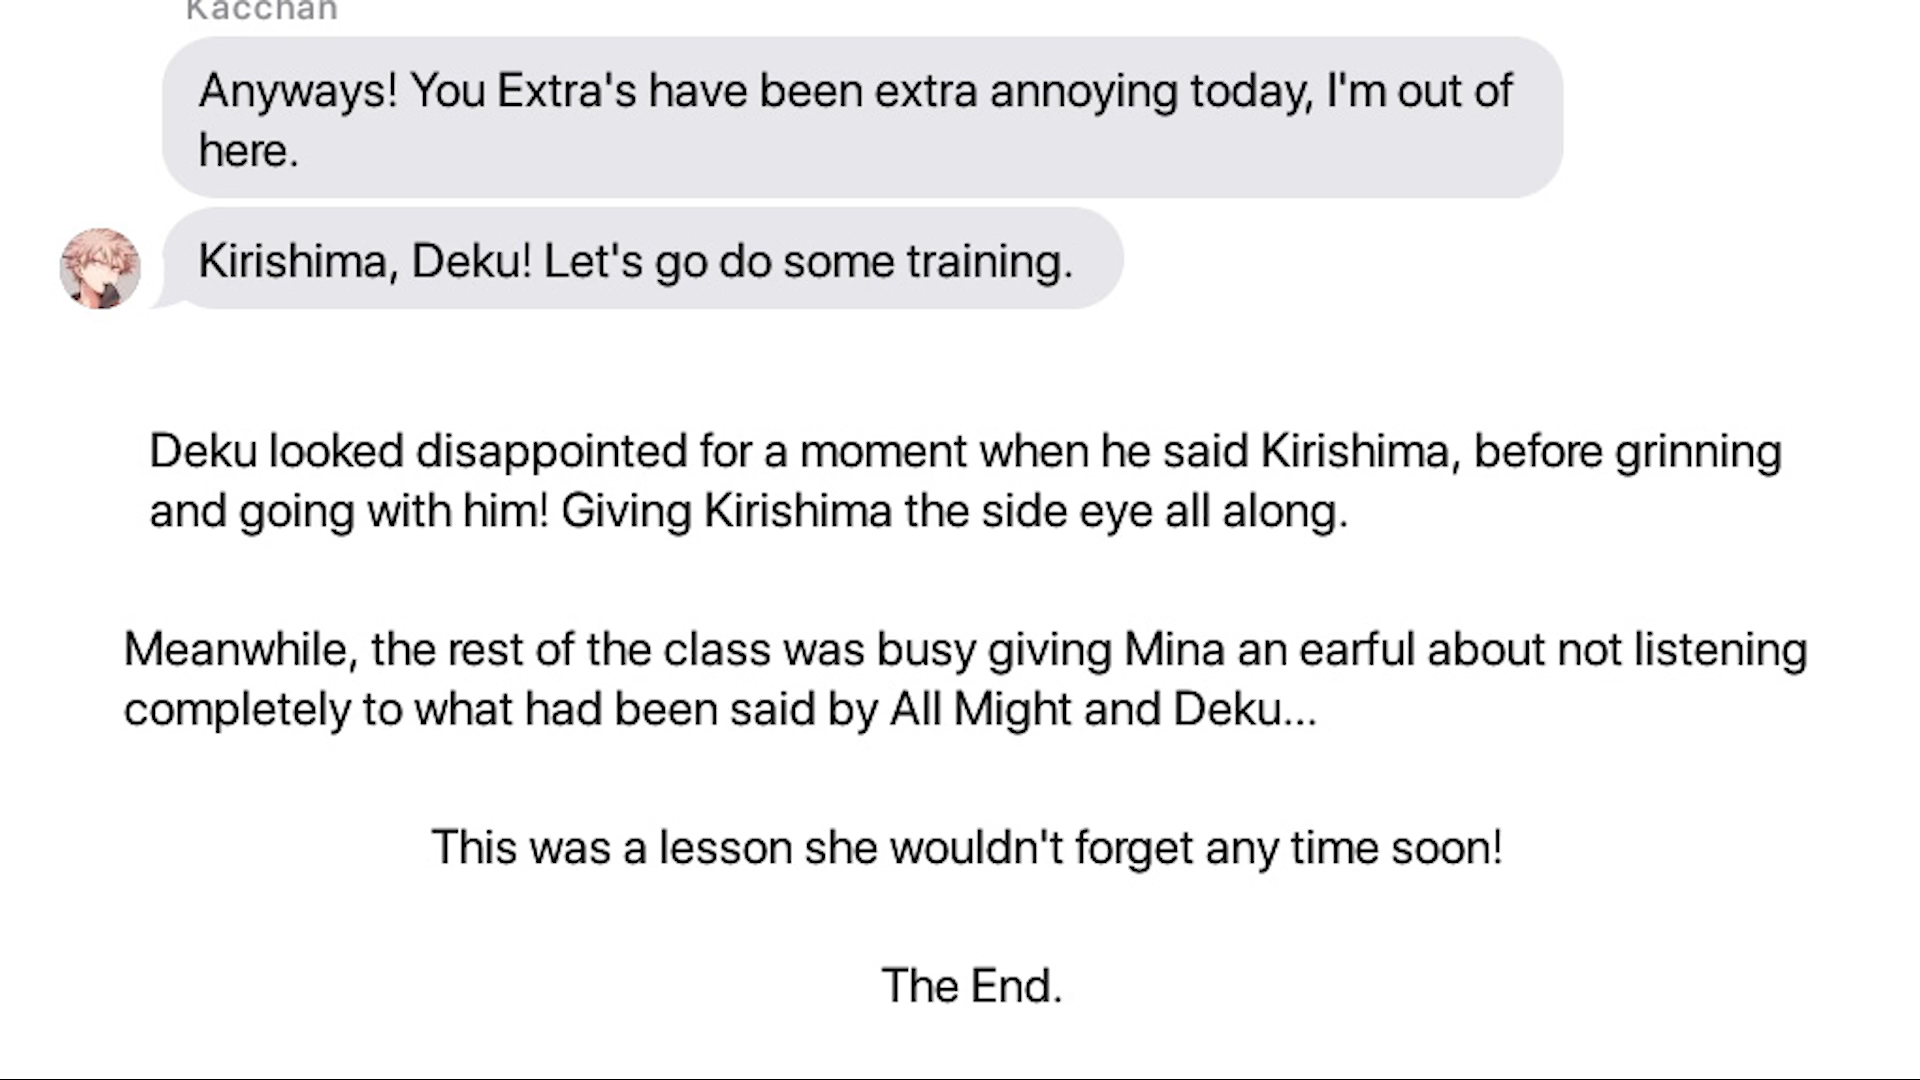 Kacchan
Anyways! You Extra's have been extra annoying today, I'm out of
here.
Kirishima, Deku! Let's go do some training.
Deku looked disappointed for a moment when he said Kirishima, before grinning
and going with him! Giving Kirishima the side eye all along.
Meanwhile, the rest of the class was busy giving Mina an earful about not listening
completely to what had been said by All Might and Deku...
This was a lesson she wouldn't forget any time soon!
The End.